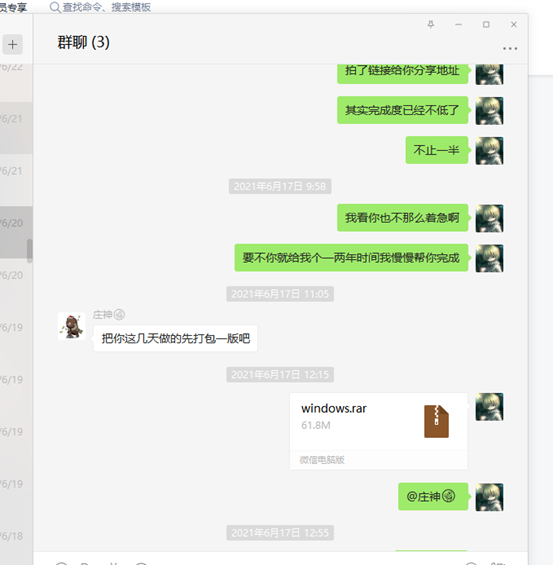 员专享
查找命令、搜索模板
群聊 (3)
/6/22
拍了链接给你分享地址
其实完成度已经不低了
/6/21
不止一半
/6/21
2021年6月17日 9:58
我看你也不那么着急啊
/6/20
要不你就给我个一两年时间我慢慢帮你完成
/6/20
2021年6月17日 11:05
庄神
/6/19
把你这几天做的先打包一版吧
2021年6月17日 12:15
/6/19
windows.rar
61.8M
/6/19
微信电脑版
/6/19
@庄神
2021年6月17日 12:55
/6/18